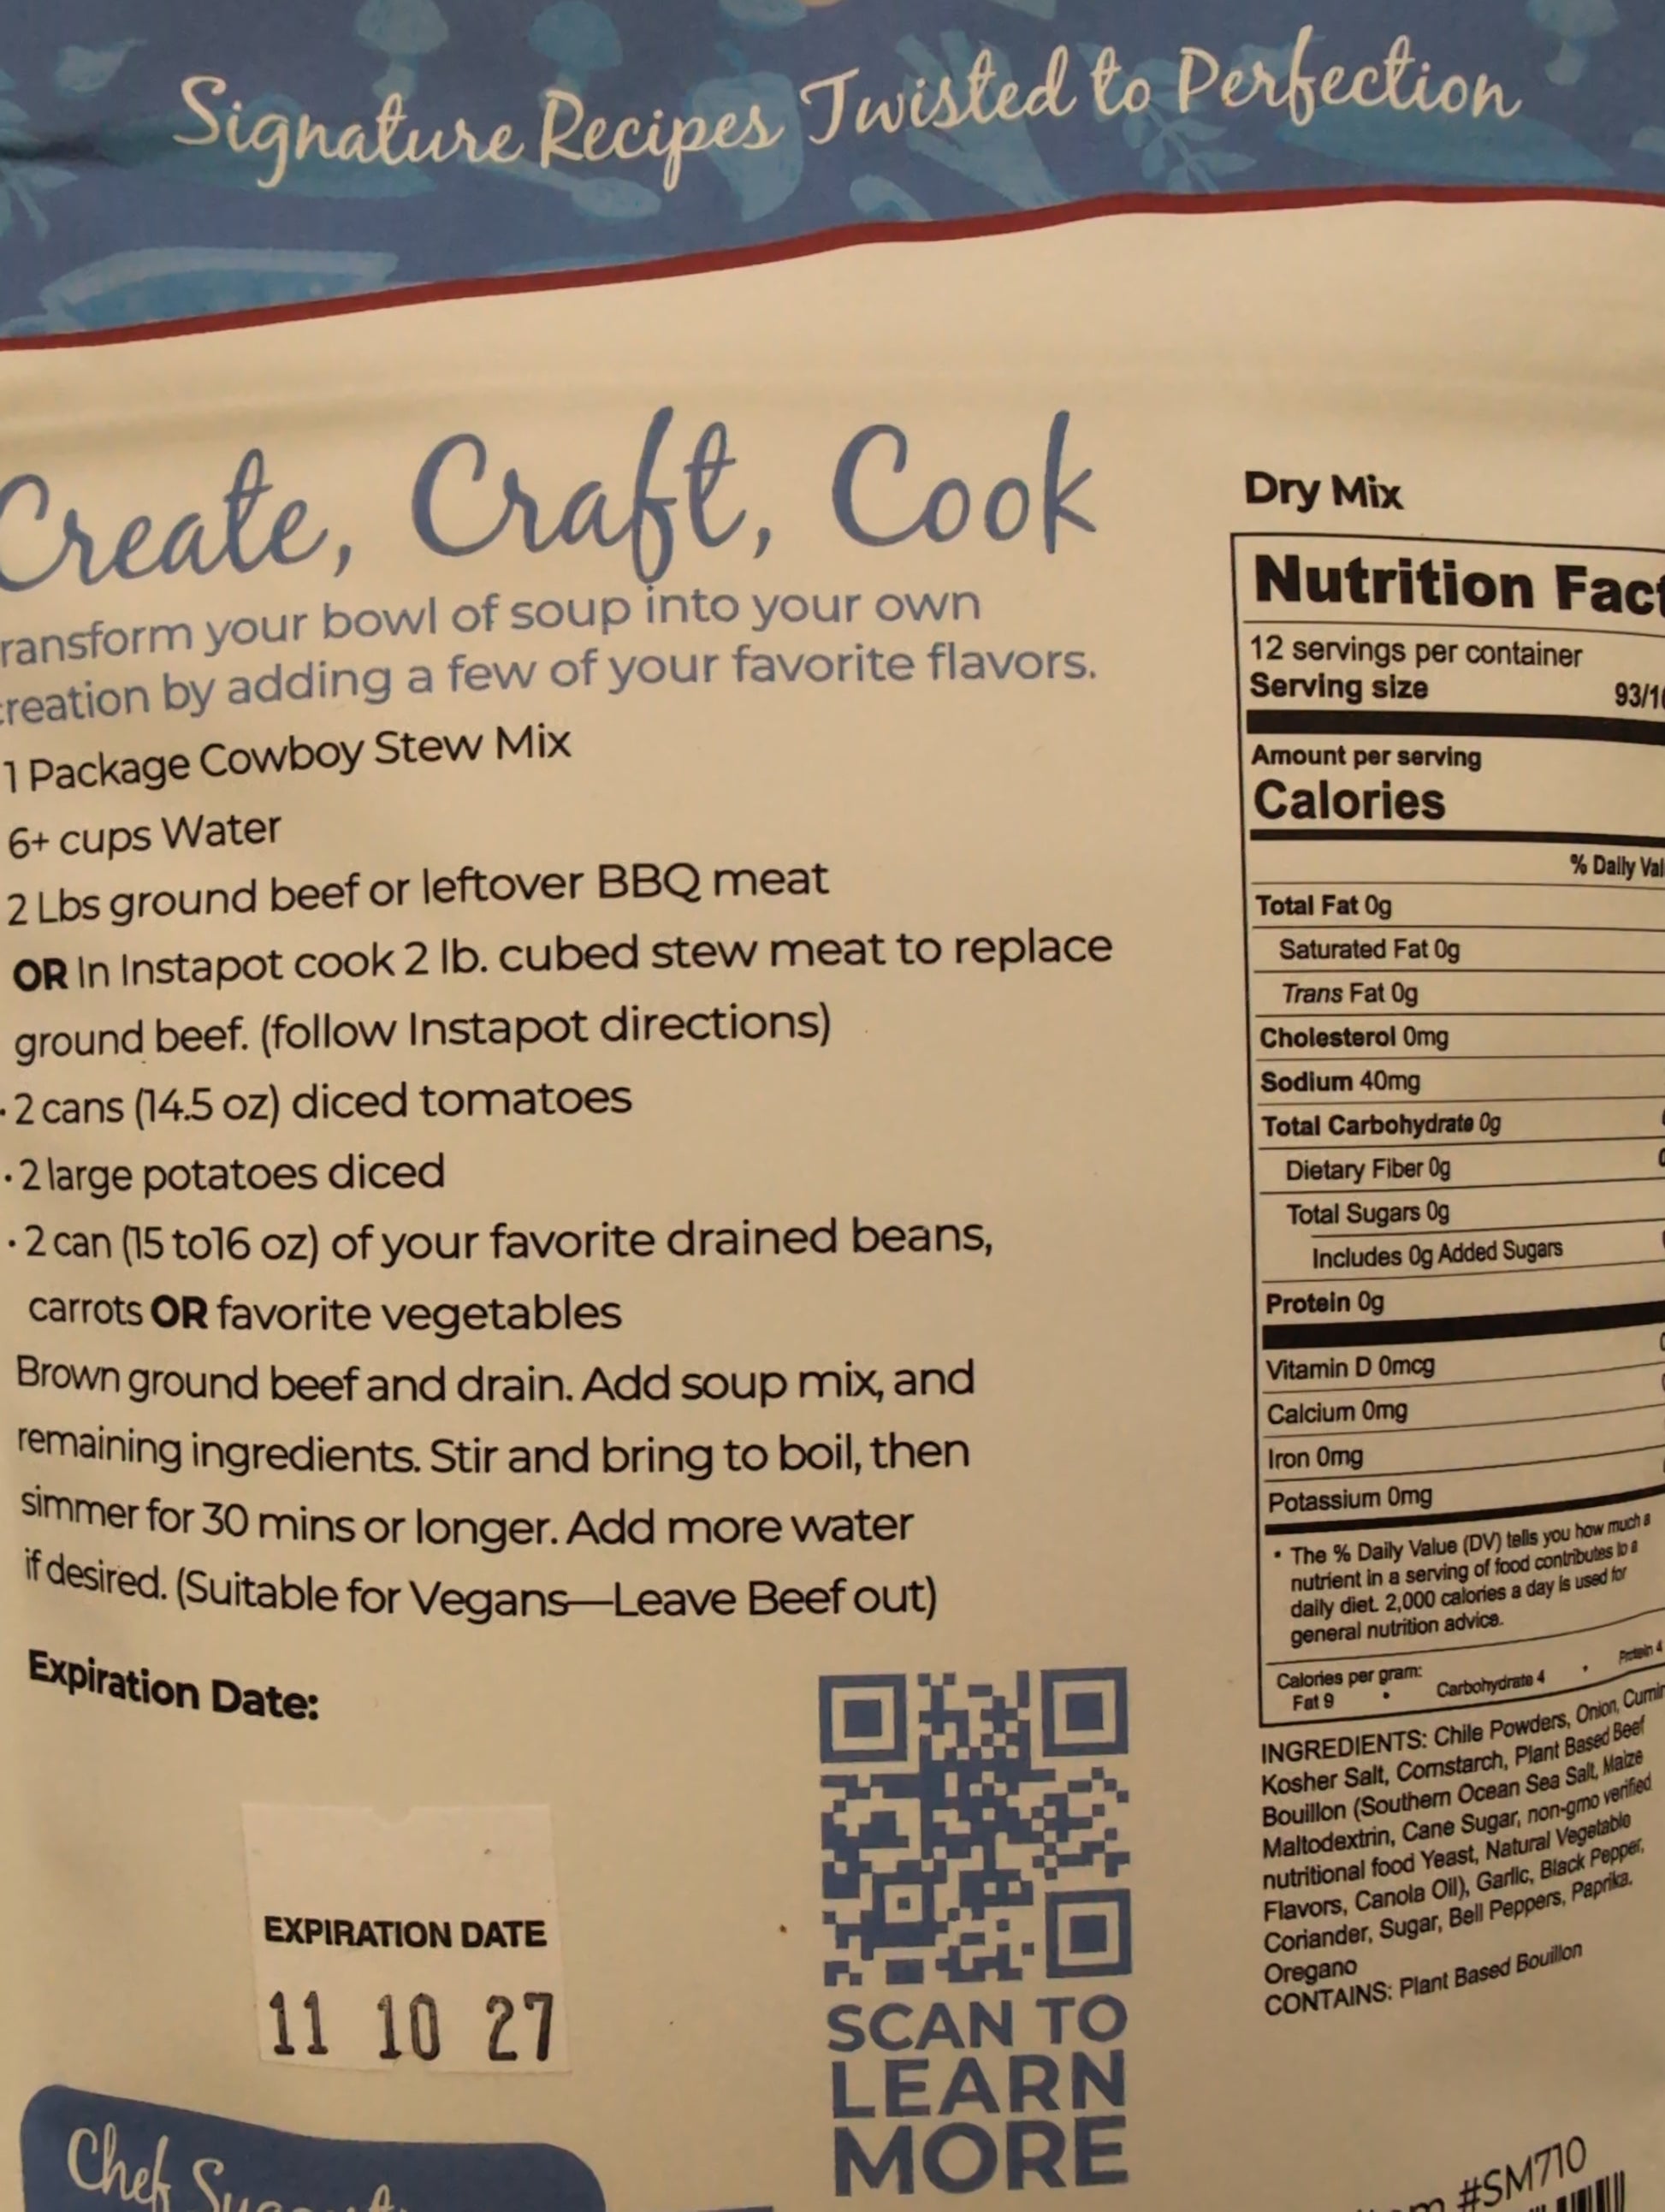 Signature Recipes Twisted to Perfection
Create, Craft, Cook
ransform your bowl of soup into your own
creation by adding a few of your favorite flavors.
1 Package Cowboy Stew Mix
6+ cups Water
2 Lbs ground beef or leftover BBQ meat
OR In Instapot cook 2 lb. cubed stew meat to replace
ground beef. (follow Instapot directions)
· 2 cans (14.5 oz) diced tomatoes
· 2 large potatoes diced
· 2 can (15 to16 oz) of your favorite drained beans,
carrots OR favorite vegetables
Brown ground beef and drain. Add soup mix, and
remaining ingredients. Stir and bring to boil, then
simmer for 30 mins or longer. Add more water
if desired. (Suitable for Vegans—Leave Beef out)
Expiration Date:
EXPIRATION DATE
11 10 27
SCAN TO
LEARN
MORE
Chef
Dry Mix
Nutrition Fact
12 servings per container
Serving size 93/1
Amount per serving
Calories
% Daily Val
Total Fat 0g
Saturated Fat 0g
Trans Fat 0g
Cholesterol 0mg
Sodium 40mg
Total Carbohydrate 0g
Dietary Fiber 0g
Total Sugars 0g
Includes 0g Added Sugars
Protein 0g
Vitamin D 0mcg
Calcium 0mg
Iron 0mg
Potassium 0mg
* The % Daily Value (DV) tells you how much a
nutrient in a serving of food contributes to a
daily diet. 2,000 calories a day is used for
general nutrition advice.
Calories per gram:
Fat 9 • Carbohydrate 4 • Protein 4
INGREDIENTS: Chile Powders, Onion, Cumin
Kosher Salt, Cornstarch, Plant Based Beef
Bouillon (Southern Ocean Sea Salt, Maize
Maltodextrin, Cane Sugar, non-gmo verified
nutritional food Yeast, Natural Vegetable
Flavors, Canola Oil), Garlic, Black Pepper,
Coriander, Sugar, Bell Peppers, Paprika.
Oregano
CONTAINS: Plant Based Bouillon
#SM710